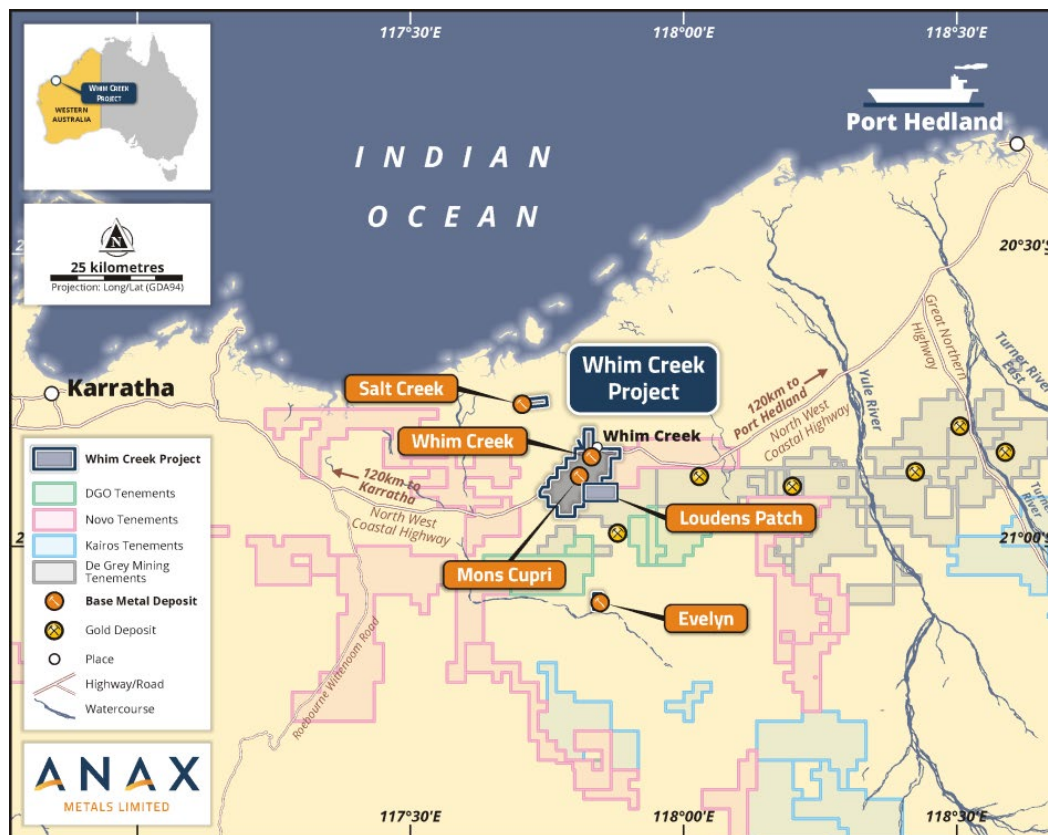 117°30'E
118°00'E
118°30'E
WHIM CREEK
PROJECT
WESTERN
AUSTRALIA
N
25 kilometres
Projection: Long/Lat (GDA94)
INDIAN
OCEAN
Port Hedland
20°30'S
Karratha
Salt Creek
Whim Creek
Project
Whim Creek
Whim Creek
120km to
Port Hedland
North West
Coastal Highway
Yule River
Great Northern
Highway
Turner River
East
Turner
River
120km to
Karratha
North West
Coastal Highway
Loudens Patch
21°00'S
Mons Cupri
Evelyn
Roebourne Wittenoom Road
Whim Creek Project
DGO Tenements
Novo Tenements
Kairos Tenements
De Grey Mining
Tenements
Base Metal Deposit
Gold Deposit
Place
Highway/Road
Watercourse
ANAX
METALS LIMITED
117°30'E
118°00'E
118°30'E